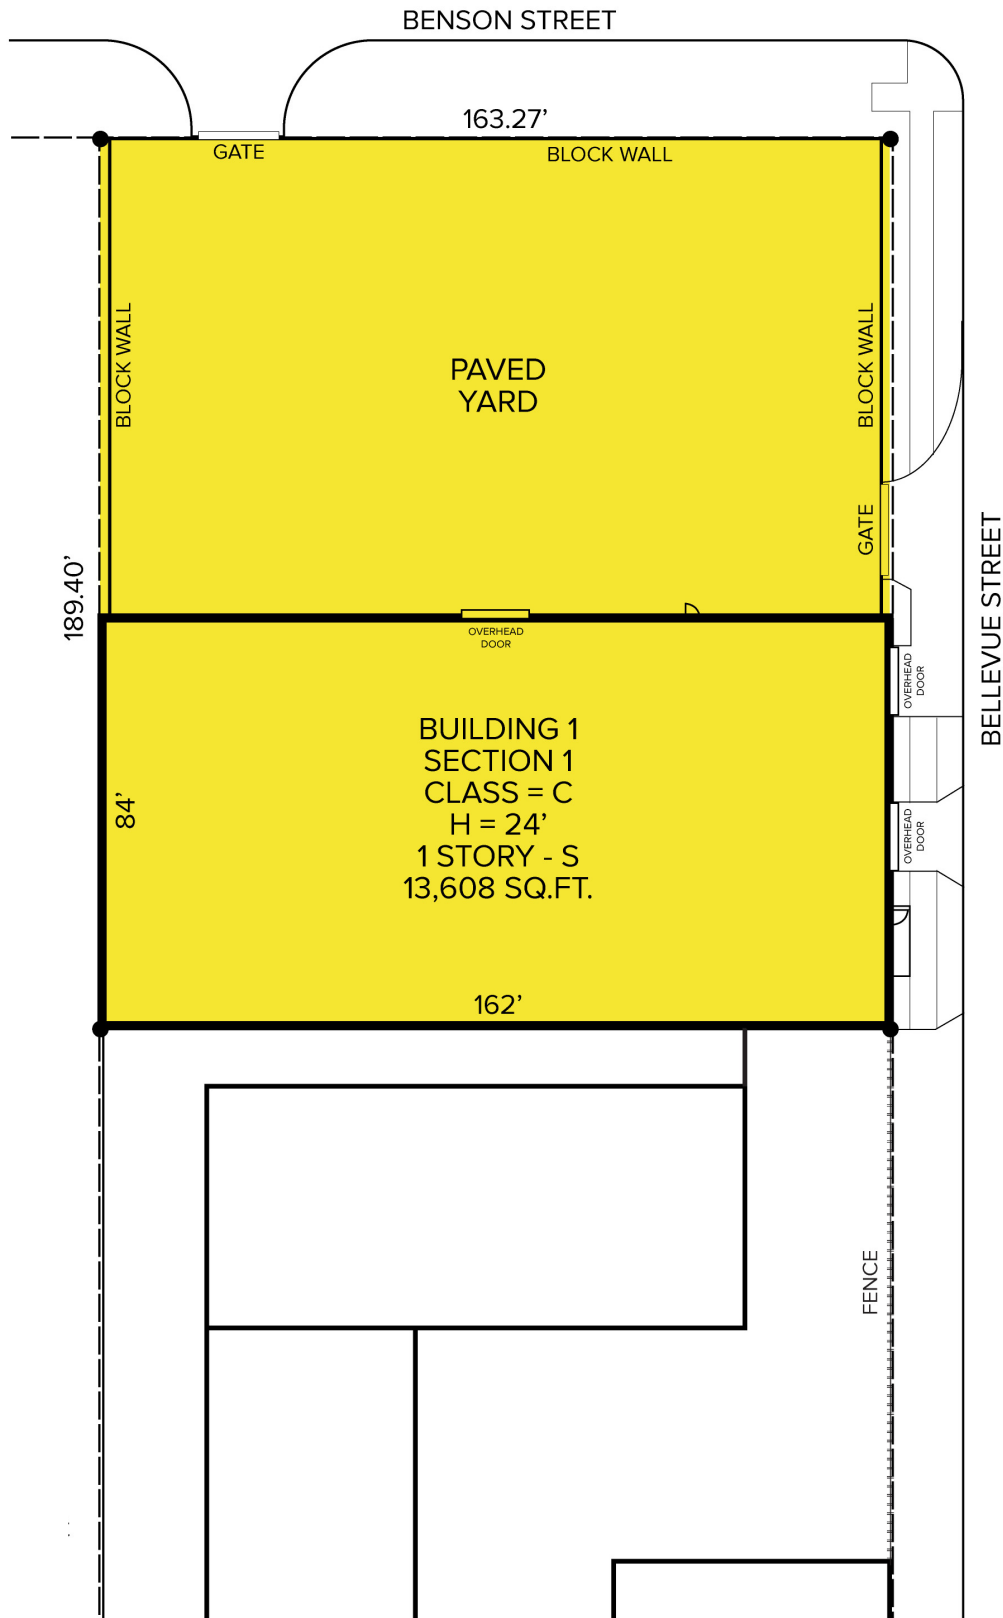 BENSON STREET
163.27’
GATE
BLOCK WALL
BLOCK WALL
BLOCK WALL
PAVED
YARD
GATE
189.40’
BELLEVUE STREET
OVERHEAD
DOOR
OVERHEAD
DOOR
BUILDING 1
SECTION 1
CLASS = C
H = 24’
1 STORY - S
13,608 SQ.FT.
84’
OVERHEAD
DOOR
162’
FENCE